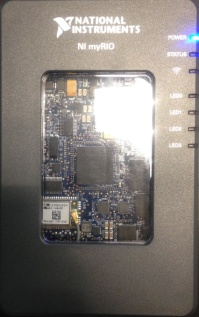 NATIONAL
INSTRUMENTS
NI myRIO
POWER
STATUS
LED0
LED1
LED2
LED3